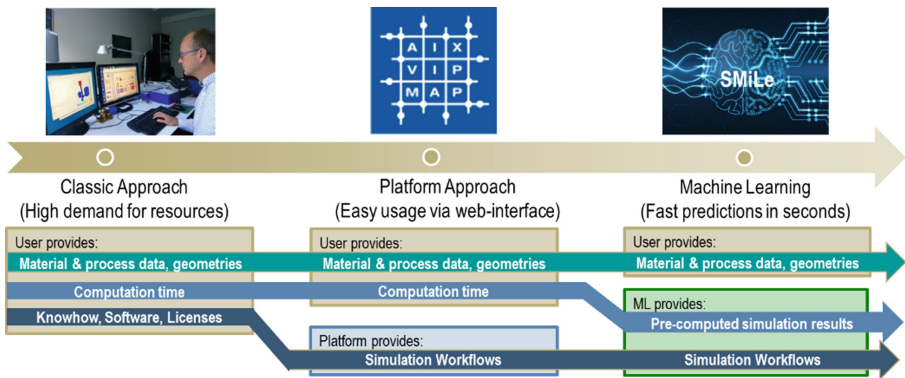 A I X
V I P
M A P
SMiLe
Classic Approach
(High demand for resources)
Platform Approach
(Easy usage via web-interface)
Machine Learning
(Fast predictions in seconds)
User provides:
Material & process data, geometries
Computation time
Knowhow, Software, Licenses
User provides:
Material & process data, geometries
Computation time
Platform provides:
Simulation Workflows
User provides:
Material & process data, geometries
ML provides:
Pre-computed simulation results
Simulation Workflows